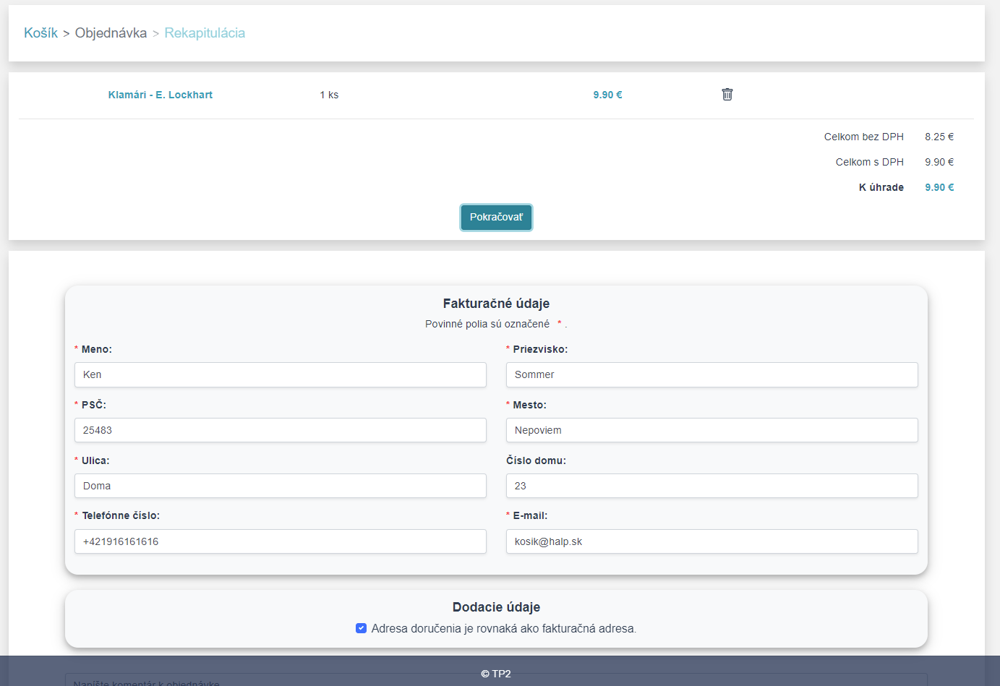 Košík > Objednávka > Rekapitulácia
Klamári - E. Lockhart 1 ks 9.90 €
Celkom bez DPH 8.25 €
Celkom s DPH 9.90 €
K úhrade 9.90 €
Pokračovať
Fakturačné údaje
Povinné polia sú označené * .
* Meno: * Priezvisko:
Ken Sommer
* PSČ: * Mesto:
25483 Nepoviem
* Ulica: Číslo domu:
Doma 23
* Telefónne číslo: * E-mail:
+421916161616 kosik@halp.sk
Dodacie údaje
Adresa doručenia je rovnaká ako fakturačná adresa.
Napíšte komentár k objednávke
© TP2